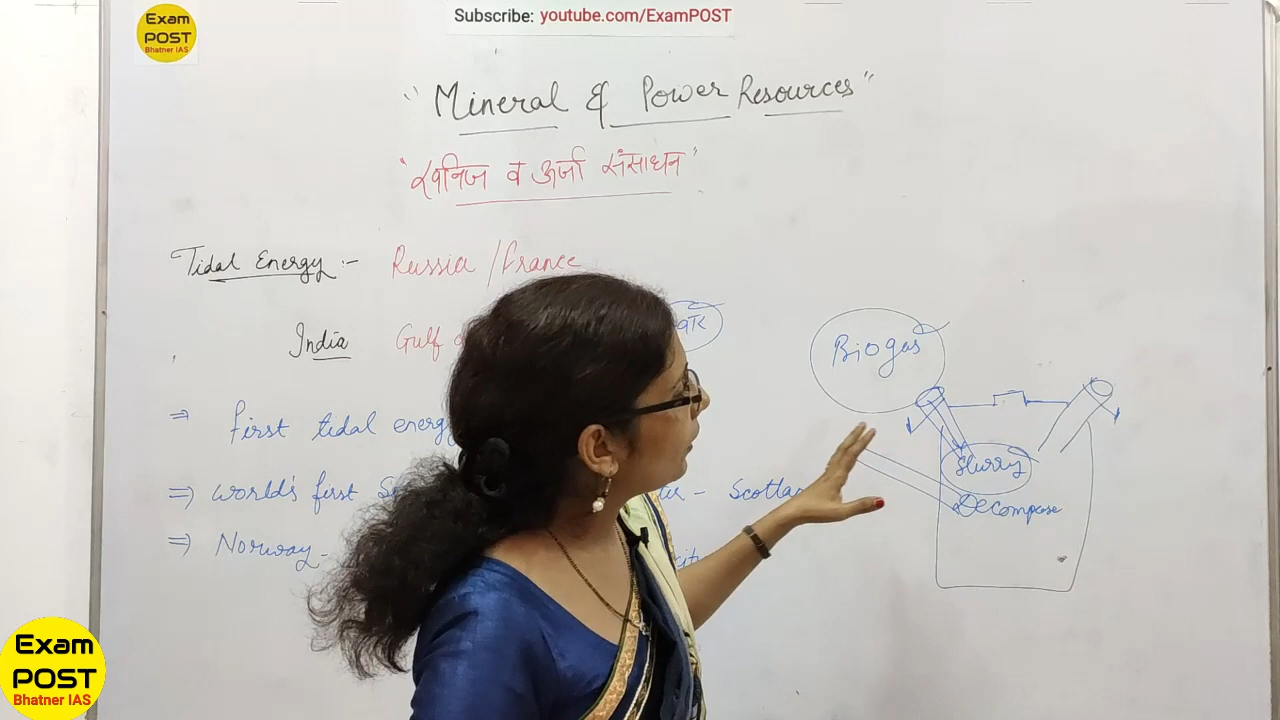 Exam
POST
Bhatner IAS
Subscribe: youtube.com/ExamPOST
"Mineral & Power Resources"
"खनिज व ऊर्जा संसाधन"
Tidal Energy :- Russia / France
India Gulf
⇒ first tidal energy
⇒ World's first - Scotla
⇒ Norway -
Biogas
Slurry
Decompose
Exam
POST
Bhatner IAS